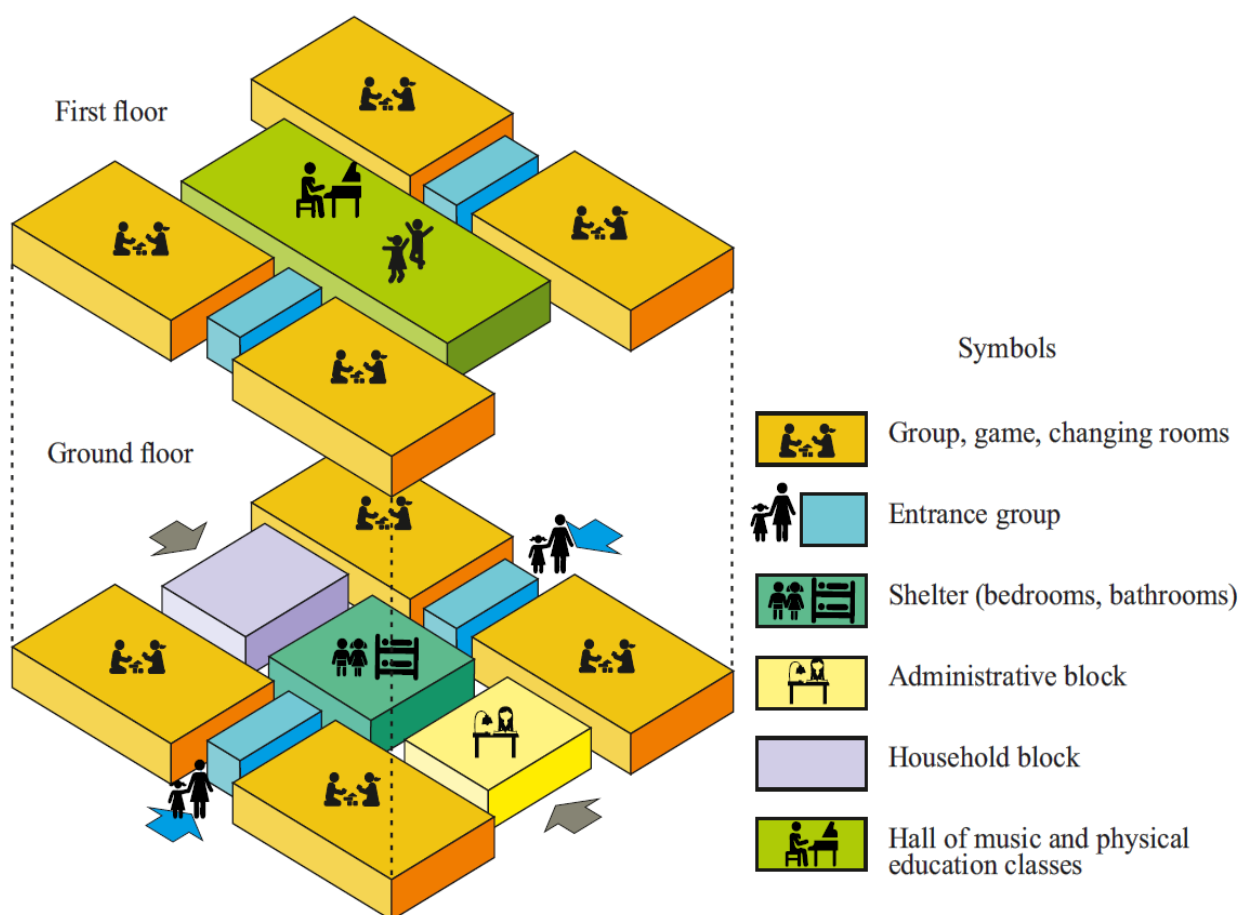 First floor
Ground floor
Symbols
Group, game, changing rooms
Entrance group
Shelter (bedrooms, bathrooms)
Administrative block
Household block
Hall of music and physical
education classes